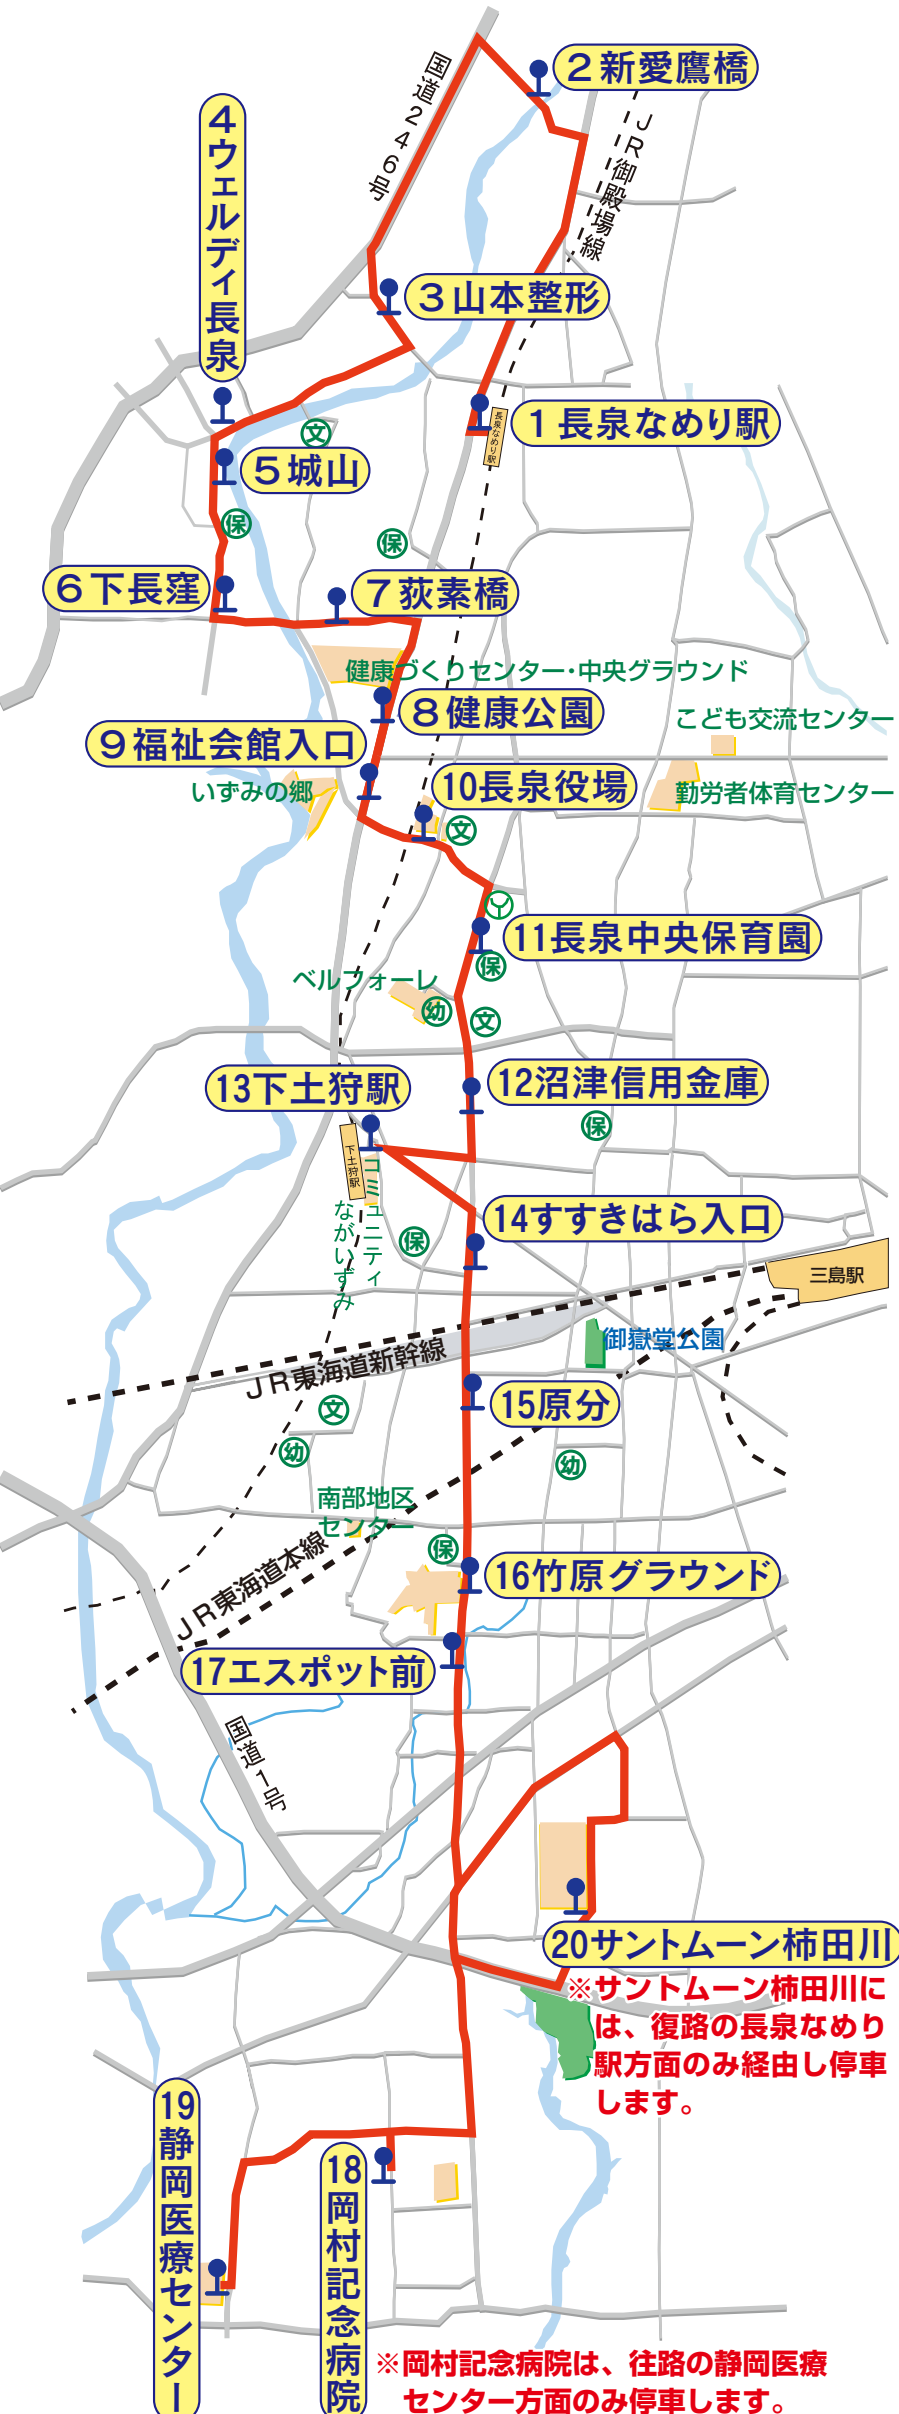 国道246号
2新愛鷹橋
JR御殿場線
4ウェルディ長泉
3山本整形
1長泉なめり駅
長泉なめり駅
文
5城山
保
保
6下長窪
7荻素橋
健康づくりセンター・中央グラウンド
8健康公園
こども交流センター
9福祉会館入口
いずみの郷
10長泉役場
勤労者体育センター
文
11長泉中央保育園
保
ベルフォーレ
幼
文
13下土狩駅
12沼津信用金庫
保
下土狩駅
コミュニティ
ながいずみ
14すすきはら入口
保
三島駅
御嶽堂公園
JR東海道新幹線
15原分
文
幼
幼
南部地区
センター
JR東海道本線
保
16竹原グラウンド
17エスポット前
国道1号
20サントムーン柿田川
※サントムーン柿田川に
は、復路の長泉なめり
駅方面のみ経由し停車
します。
19静岡医療センター
18岡村記念病院
※岡村記念病院は、往路の静岡医療
センター方面のみ停車します。